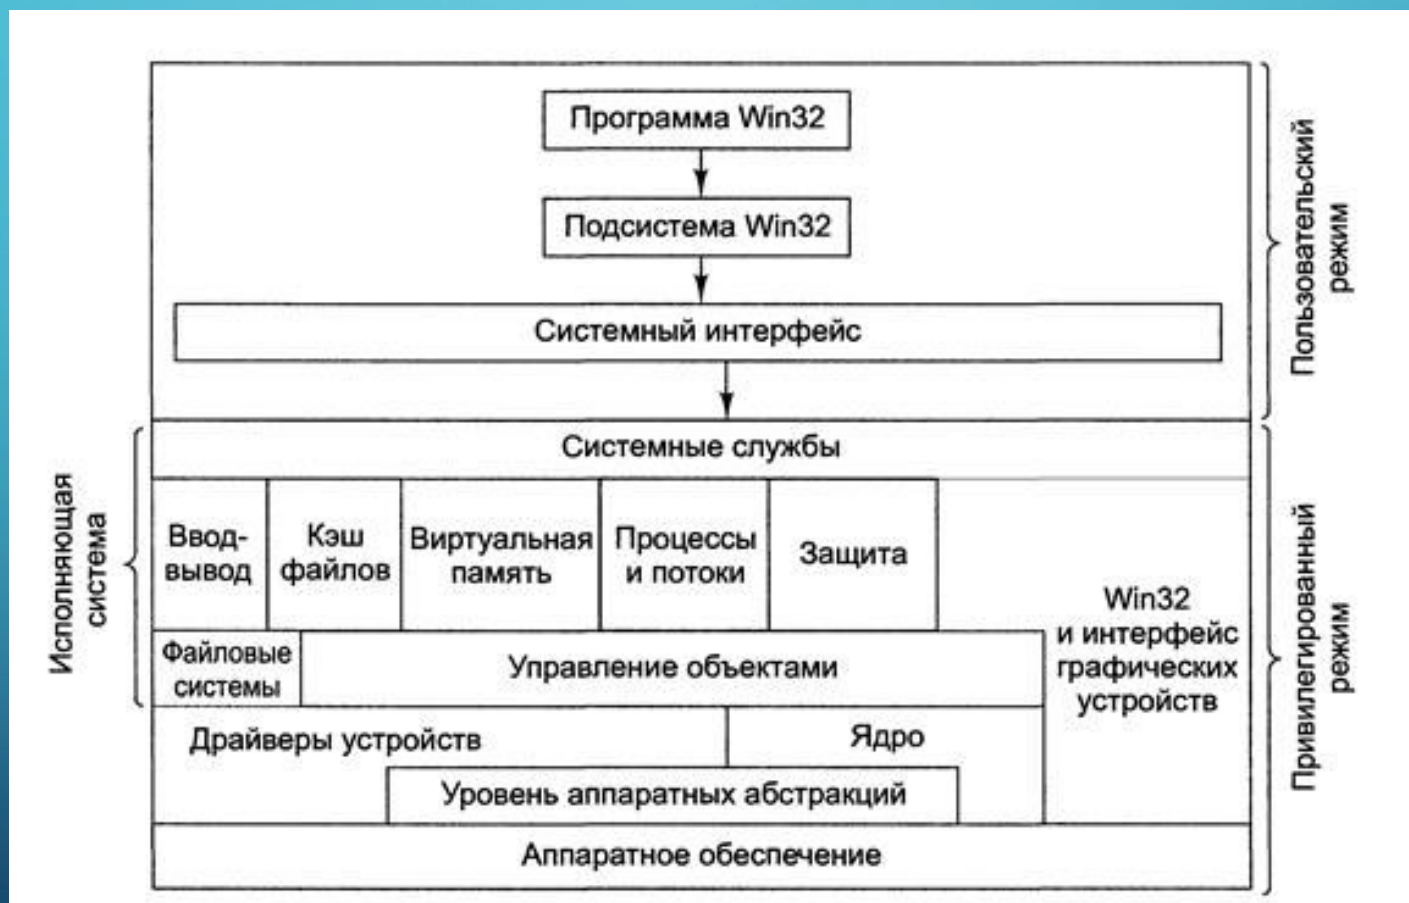 Программа Win32
Подсистема Win32
Системный интерфейс
Пользовательский
режим
Системные службы
Исполняющая
система
Ввод-
вывод
Кэш
файлов
Виртуальная
память
Процессы
и потоки
Защита
Win32
и интерфейс
графических
устройств
Привилегированный
режим
Файловые
системы
Управление объектами
Драйверы устройств
Ядро
Уровень аппаратных абстракций
Аппаратное обеспечение